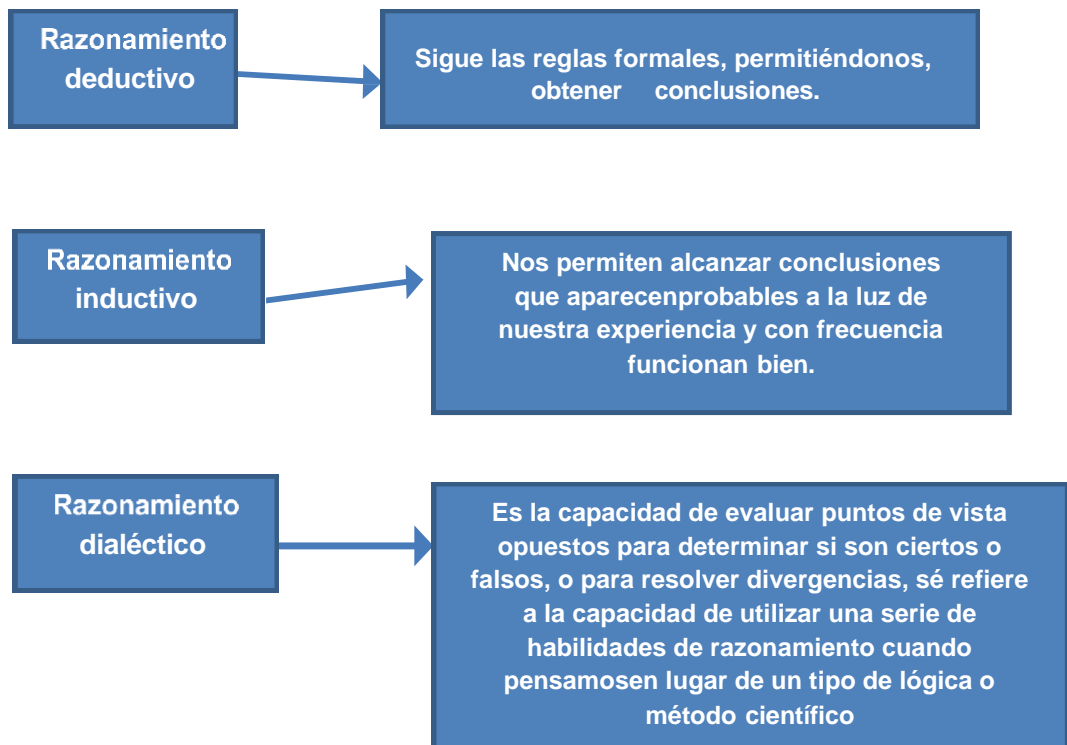 Razonamiento
deductivo
Sigue las reglas formales, permitiéndonos,
obtener conclusiones.
Razonamiento
inductivo
Nos permiten alcanzar conclusiones
que aparecenprobables a la luz de
nuestra experiencia y con frecuencia
funcionan bien.
Razonamiento
dialéctico
Es la capacidad de evaluar puntos de vista
opuestos para determinar si son ciertos o
falsos, o para resolver divergencias, sé refiere
a la capacidad de utilizar una serie de
habilidades de razonamiento cuando
pensamosen lugar de un tipo de lógica o
método científico